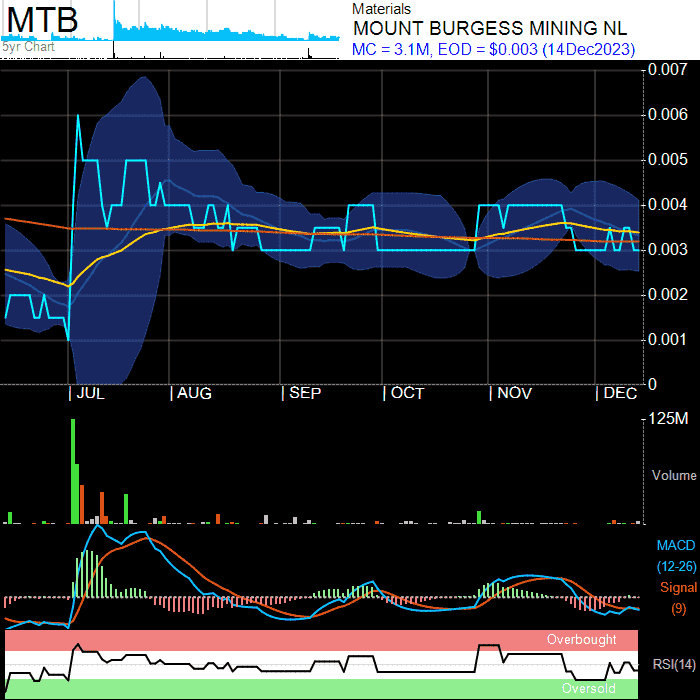 MTB
5yr Chart
Materials
MOUNT BURGESS MINING NL
MC = 3.1M, EOD = $0.003 (14Dec2023)
0.007
0.006
0.005
0.004
0.003
0.002
0.001
0
JUL AUG SEP OCT NOV DEC
125M
Volume
MACD
(12-26)
Signal
(9)
Overbought
RSI(14)
Oversold